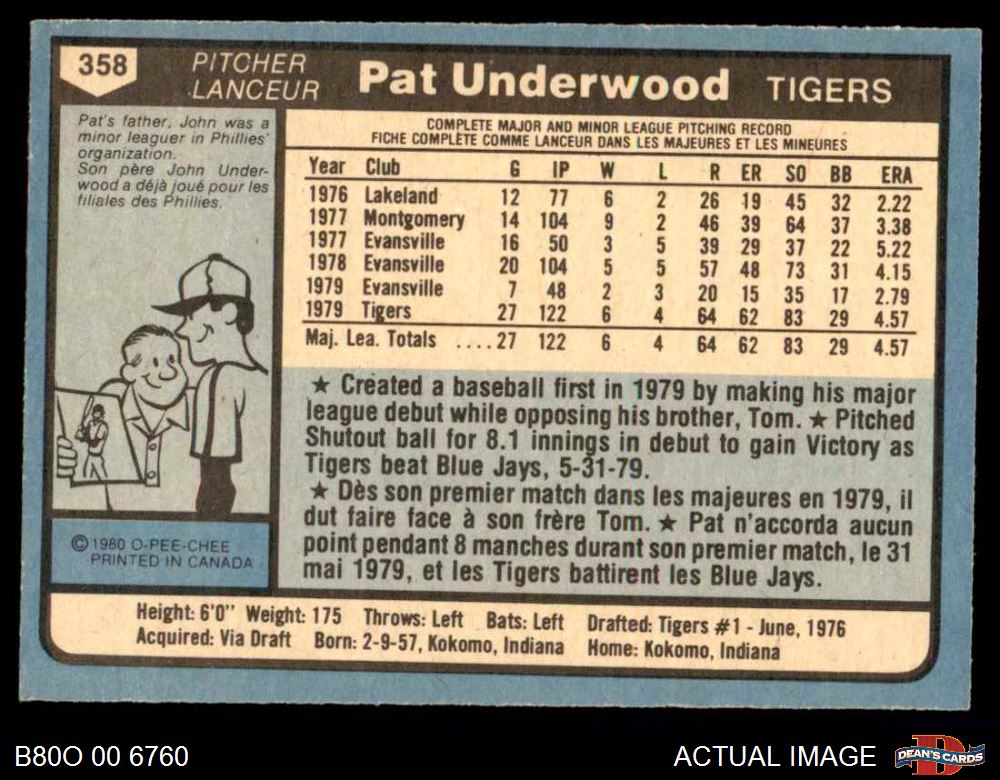 358
PITCHER
LANCEUR
Pat Underwood TIGERS
Pat's father, John was a
minor leaguer in Phillies'
organization.
Son père John Under-
wood a déjà joué pour les
filiales des Phillies.
COMPLETE MAJOR AND MINOR LEAGUE PITCHING RECORD
FICHE COMPLETE COMME LANCEUR DANS LES MAJEURES ET LES MINEURES
Year Club G IP W L R ER SO BB ERA
1976 Lakeland 12 77 6 2 26 19 45 32 2.22
1977 Montgomery 14 104 9 2 46 39 64 37 3.38
1977 Evansville 16 50 3 5 39 29 37 22 5.22
1978 Evansville 20 104 5 5 57 48 73 31 4.15
1979 Evansville 7 48 2 3 20 15 35 17 2.79
1979 Tigers 27 122 6 4 64 62 83 29 4.57
Maj. Lea. Totals ....27 122 6 4 64 62 83 29 4.57
★ Created a baseball first in 1979 by making his major
league debut while opposing his brother, Tom. ★ Pitched
Shutout ball for 8.1 innings in debut to gain Victory as
Tigers beat Blue Jays, 5-31-79.
★ Dès son premier match dans les majeures en 1979, il
dut faire face à son frère Tom. ★ Pat n'accorda aucun
point pendant 8 manches durant son premier match, le 31
mai 1979, et les Tigers battirent les Blue Jays.
© 1980 O-PEE-CHEE
PRINTED IN CANADA
Height: 6'0" Weight: 175 Throws: Left Bats: Left Drafted: Tigers #1 - June, 1976
Acquired: Via Draft Born: 2-9-57, Kokomo, Indiana Home: Kokomo, Indiana
B80O 00 6760
ACTUAL IMAGE
D
DEAN'S CARDS